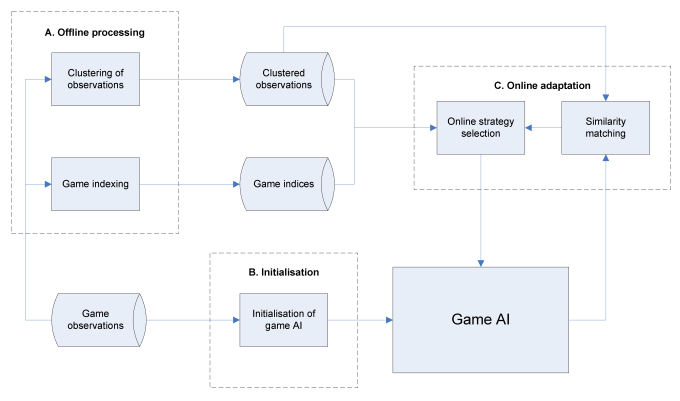 A. Offline processing
Clustering of
observations
Clustered
observations
C. Online adaptation
Online strategy
selection
Similarity
matching
Game indexing
Game indices
B. Initialisation
Game
observations
Initialisation of
game AI
Game AI